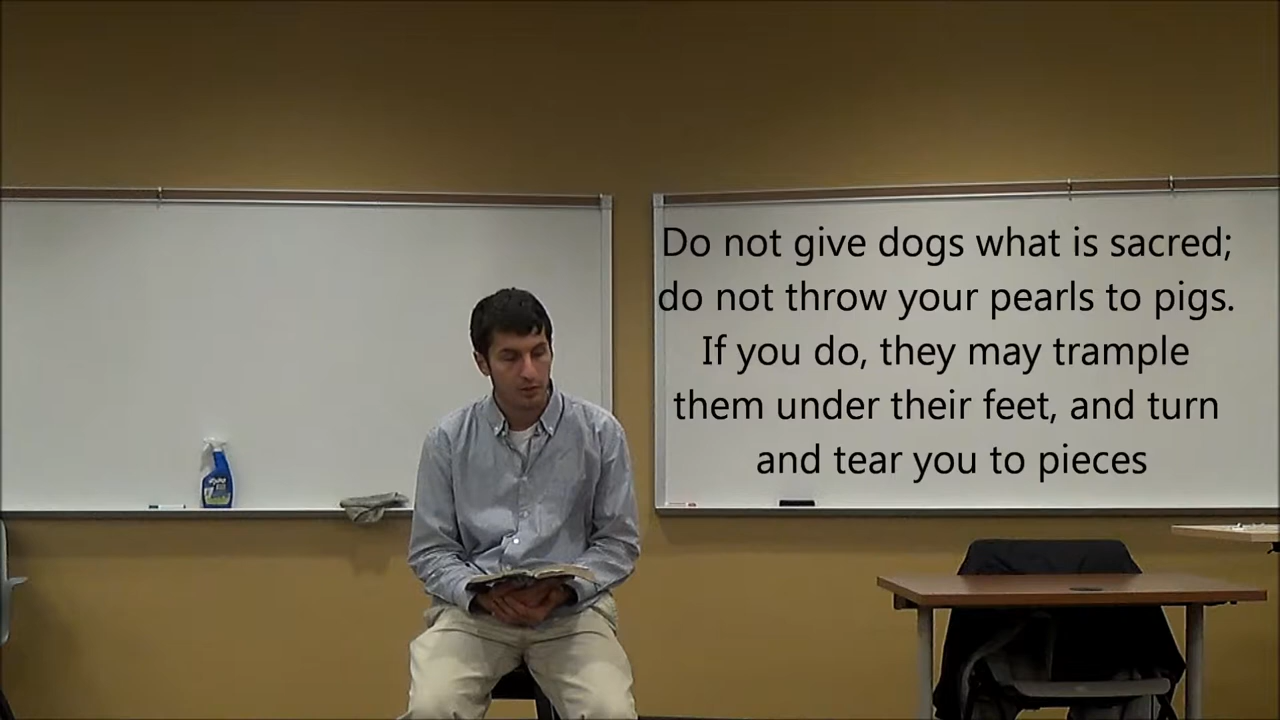 Do not give dogs what is sacred;
do not throw your pearls to pigs.
If you do, they may trample
them under their feet, and turn
and tear you to pieces